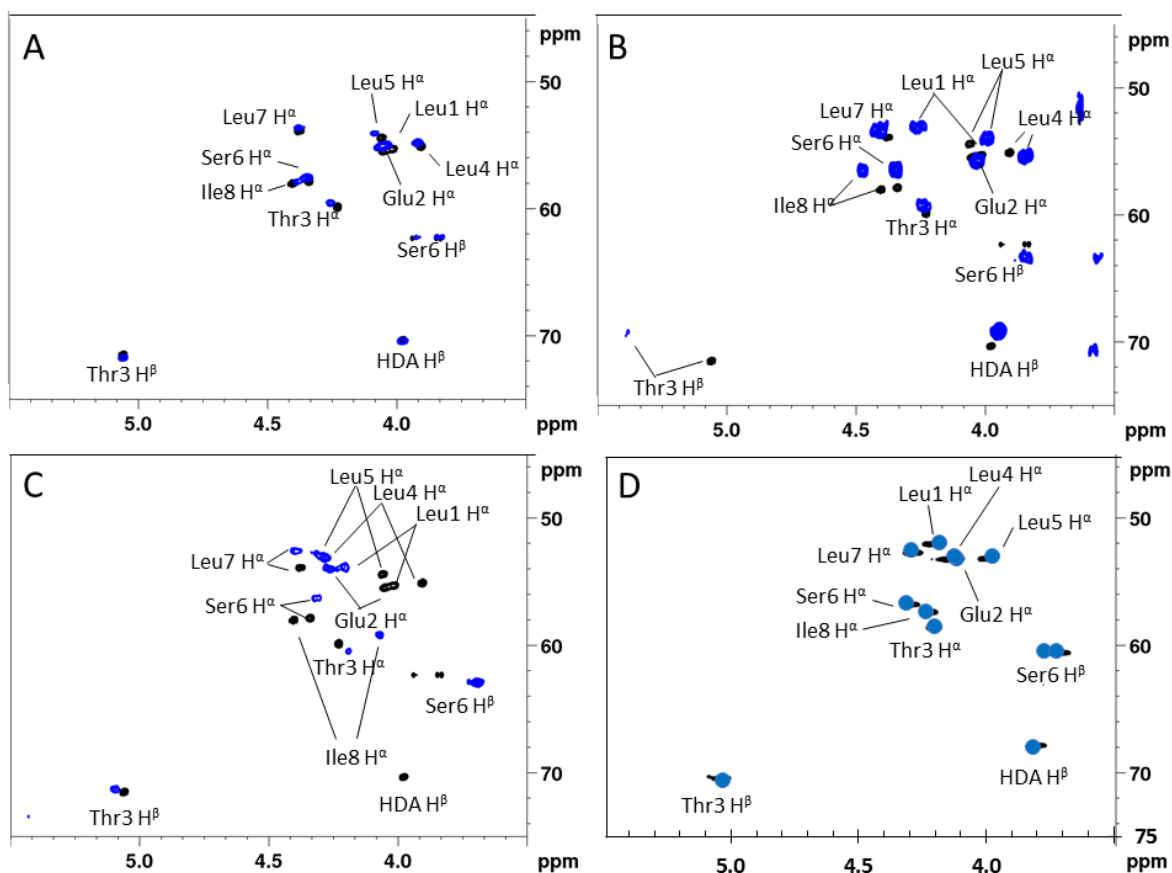 A
ppm
50
Leu5 Hα
Leu1 Hα
Leu7 Hα
Ser6 Hα
Leu4 Hα
Ile8 Hα
Glu2 Hα
Thr3 Hα
60
Ser6 Hβ
70
Thr3 Hβ
HDA Hβ
5.0 4.5 4.0 ppm
B
ppm
50
Leu5 Hα
Leu1 Hα
Leu7 Hα
Leu4 Hα
Ser6 Hα
Ile8 Hα
Glu2 Hα
Thr3 Hα
60
Ser6 Hβ
70
HDA Hβ
Thr3 Hβ
5.0 4.5 4.0 ppm
C
ppm
50
Leu5 Hα
Leu4 Hα
Leu1 Hα
Leu7 Hα
Ser6 Hα
Glu2 Hα
Thr3 Hα
60
Ser6 Hβ
Ile8 Hα
70
HDA Hβ
Thr3 Hβ
5.0 4.5 4.0 ppm
D
ppm
50
Leu4 Hα
Leu1 Hα
Leu5 Hα
Leu7 Hα
Ser6 Hα
Glu2 Hα
Ile8 Hα
Thr3 Hα
60
Ser6 Hβ
70
HDA Hβ
Thr3 Hβ
75
5.0 4.5 4.0 ppm